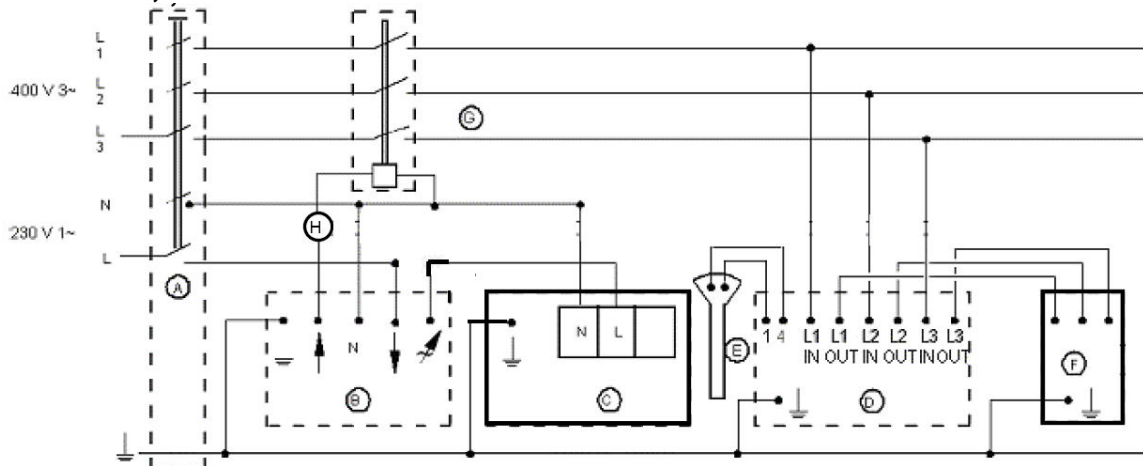 L
1
400 V 3~
L
2
L
3
G
N
H
230 V 1~
L
A
N
B
N L
C
E
1 4 L1 L1 L2 L2 L3 L3
IN OUT IN OUT IN OUT
D
F